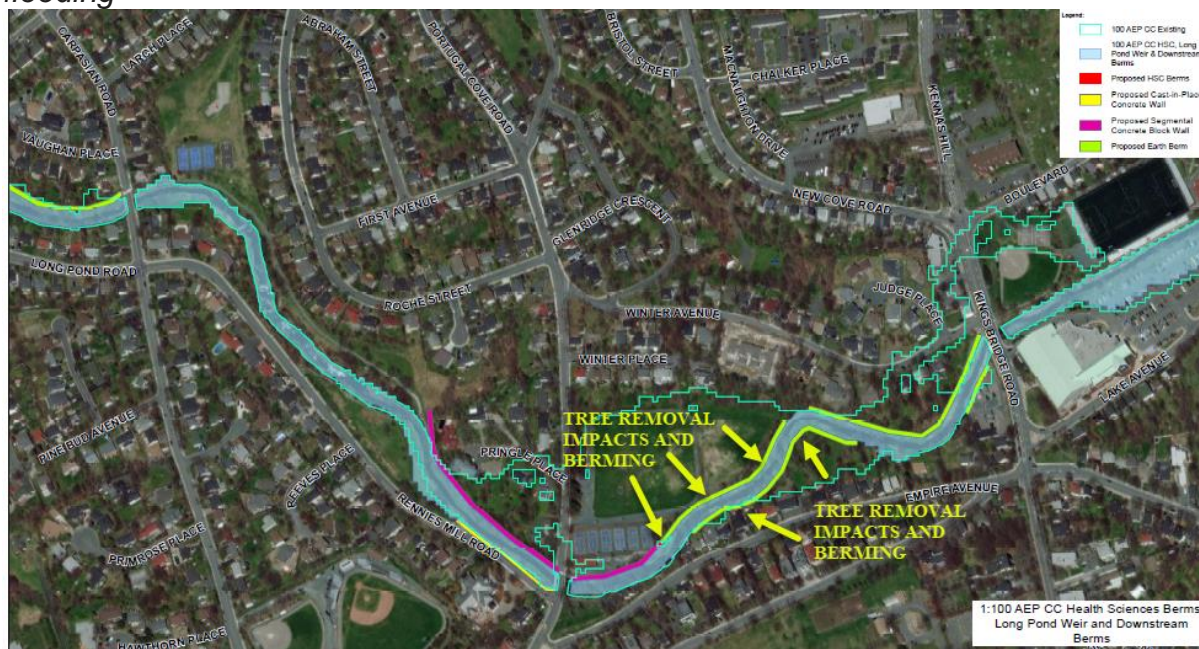 flooding
CARPASIAN ROAD
LARCH PLACE
VAUGHAN PLACE
ABRAHAM STREET
PORTUGAL COVE ROAD
BRISTOL STREET
MACNAUGHTON DRIVE
CHALKER PLACE
KENNAS HILL
NEW COVE ROAD
BOULEVARD
FIRST AVENUE
GLENRIDGE CRESCENT
LONG POND ROAD
ROCHE STREET
WINTER AVENUE
JUDGE PLACE
KINGS BRIDGE ROAD
WINTER PLACE
LAKE AVENUE
PINE BUD AVENUE
REEVES PLACE
PRINGLE PLACE
RENNIES MILL ROAD
EMPIRE AVENUE
PRIMROSE PLACE
HAWTHORN PLACE
TREE REMOVAL
IMPACTS AND
BERMING
TREE REMOVAL
IMPACTS AND
BERMING
Legend:
100 AEP CC Existing
100 AEP CC HSC, Long
Pond Weir & Downstream
Berms
Proposed HSC Berms
Proposed Cast-in-Place
Concrete Wall
Proposed Segmental
Concrete Block Wall
Proposed Earth Berm
1:100 AEP CC Health Sciences Berms
Long Pond Weir and Downstream
Berms